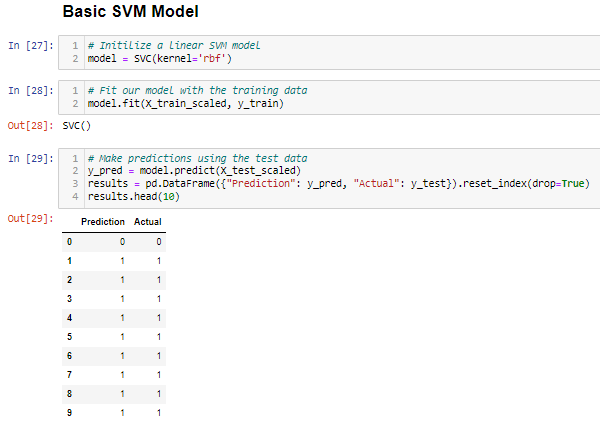 Basic SVM Model
In [27]: 1 # Initilize a linear SVM model
2 model = SVC(kernel='rbf')
In [28]: 1 # Fit our model with the training data
2 model.fit(X_train_scaled, y_train)
Out[28]: SVC()
In [29]: 1 # Make predictions using the test data
2 y_pred = model.predict(X_test_scaled)
3 results = pd.DataFrame({"Prediction": y_pred, "Actual": y_test}).reset_index(drop=True)
4 results.head(10)
Out[29]:
Prediction Actual
0 0 0
1 1 1
2 1 1
3 1 1
4 1 1
5 1 1
6 1 1
7 1 1
8 1 1
9 1 1